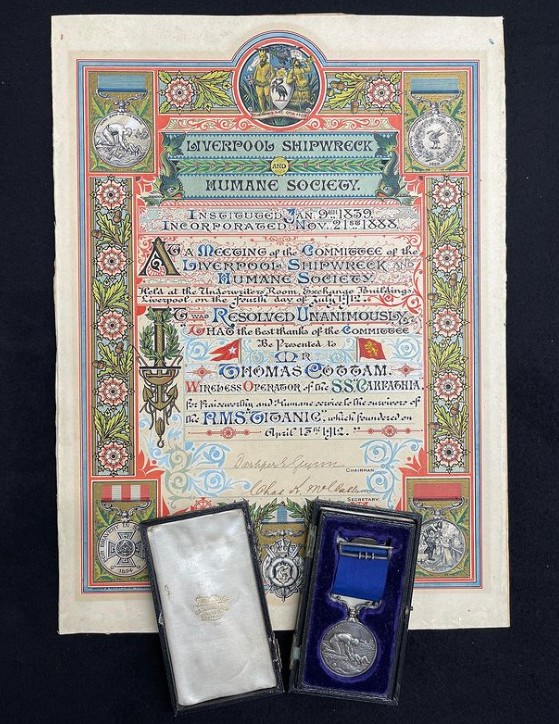 LIVERPOOL SHIPWRECK
AND
HUMANE SOCIETY.
INSTITUTED JAN. 9TH 1839.
INCORPORATED NOV. 21ST 1888.
AT A MEETING of the COMMITTEE of the
LIVERPOOL SHIPWRECK AND
HUMANE SOCIETY
Held at the Underwriters Room, Exchange Buildings
Liverpool, on the fourth day of July 1912.
IT WAS RESOLVED UNANIMOUSLY,
"THAT the best thanks of the COMMITTEE
Be Presented to
MR
THOMAS COTTAM.
WIRELESS OPERATOR of the S.S. "CARPATHIA.
for Praiseworthy and Humane service to the survivors of
the R.M.S. "TITANIC", which foundered on
April 15th 1912."
CHAIRMAN.
SECRETARY.
1894